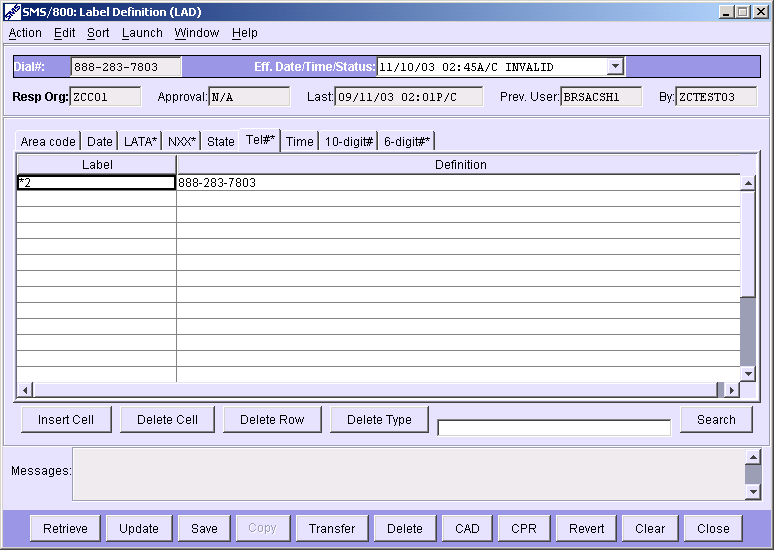 SMS SMS/800: Label Definition (LAD)
Action Edit Sort Launch Window Help
Dial#: 888-283-7803 Eff. Date/Time/Status: 11/10/03 02:45A/C INVALID
Resp Org: ZCC01 Approval: N/A Last: 09/11/03 02:01P/C Prev. User: BRSACSH1 By: ZCTEST03
Area code Date LATA* NXX* State Tel#* Time 10-digit# 6-digit#*
Label Definition
*2 888-283-7803
Insert Cell Delete Cell Delete Row Delete Type Search
Messages:
Retrieve Update Save Copy Transfer Delete CAD CPR Revert Clear Close